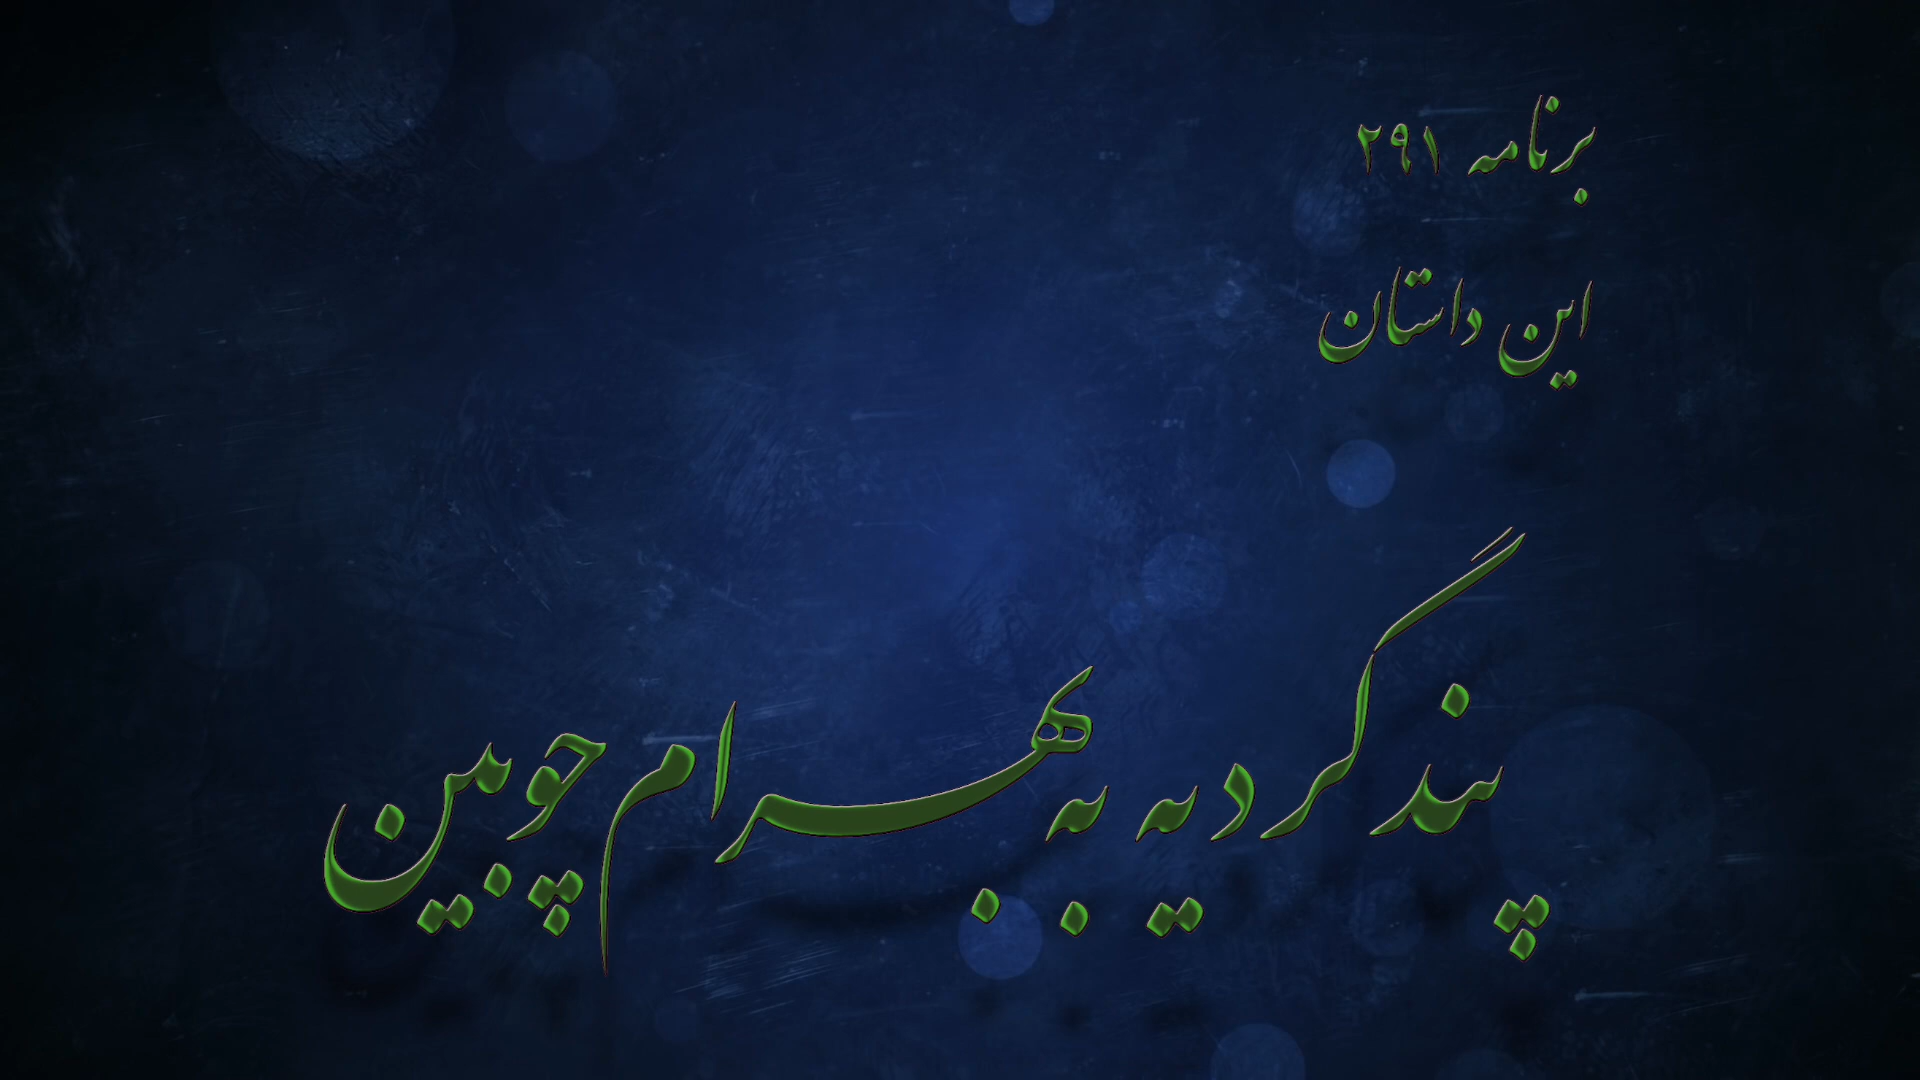 برنامه ۲۹۱
این داستان
پند گردیه به بهرام چوبین